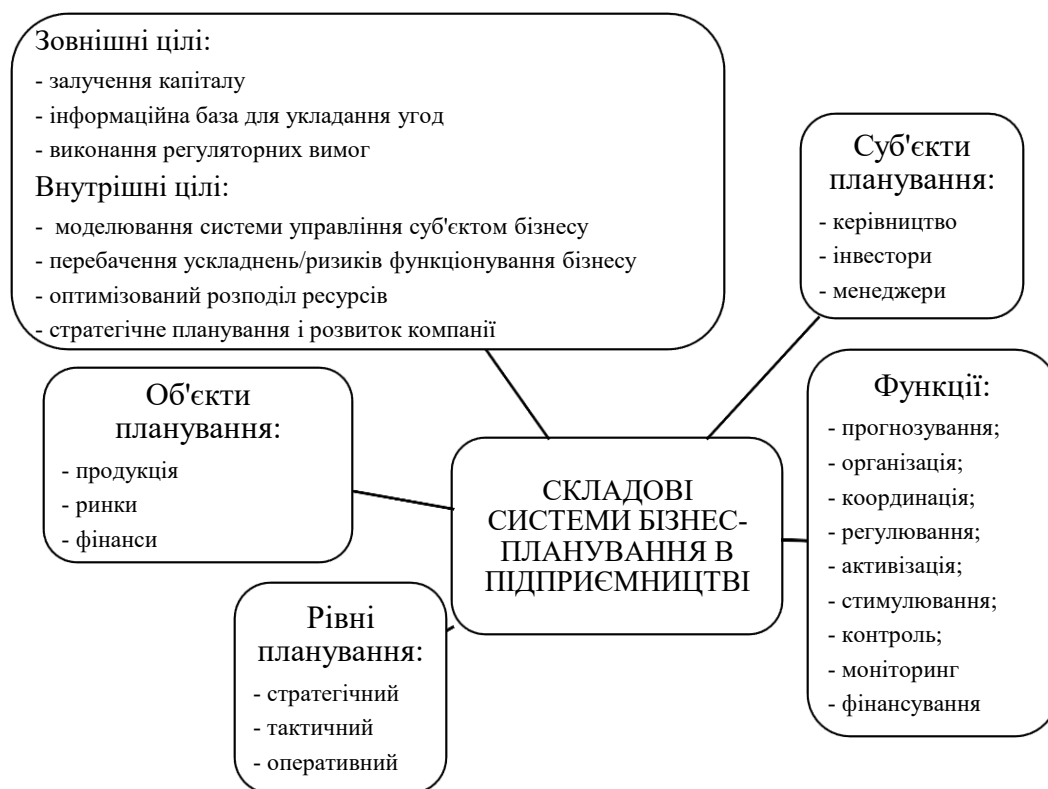 Зовнішні цілі:
- залучення капіталу
- інформаційна база для укладання угод
- виконання регуляторних вимог
Внутрішні цілі:
- моделювання системи управління суб'єктом бізнесу
- перебачення ускладнень/ризиків функціонування бізнесу
- оптимізований розподіл ресурсів
- стратегічне планування і розвиток компанії
Суб'єкти
планування:
- керівництво
- інвестори
- менеджери
Об'єкти
планування:
- продукція
- ринки
- фінанси
СКЛАДОВІ
СИСТЕМИ БІЗНЕС-
ПЛАНУВАННЯ В
ПІДПРИЄМНИЦТВІ
Функції:
- прогнозування;
- організація;
- координація;
- регулювання;
- активізація;
- стимулювання;
- контроль;
- моніторинг
- фінансування
Рівні
планування:
- стратегічний
- тактичний
- оперативний